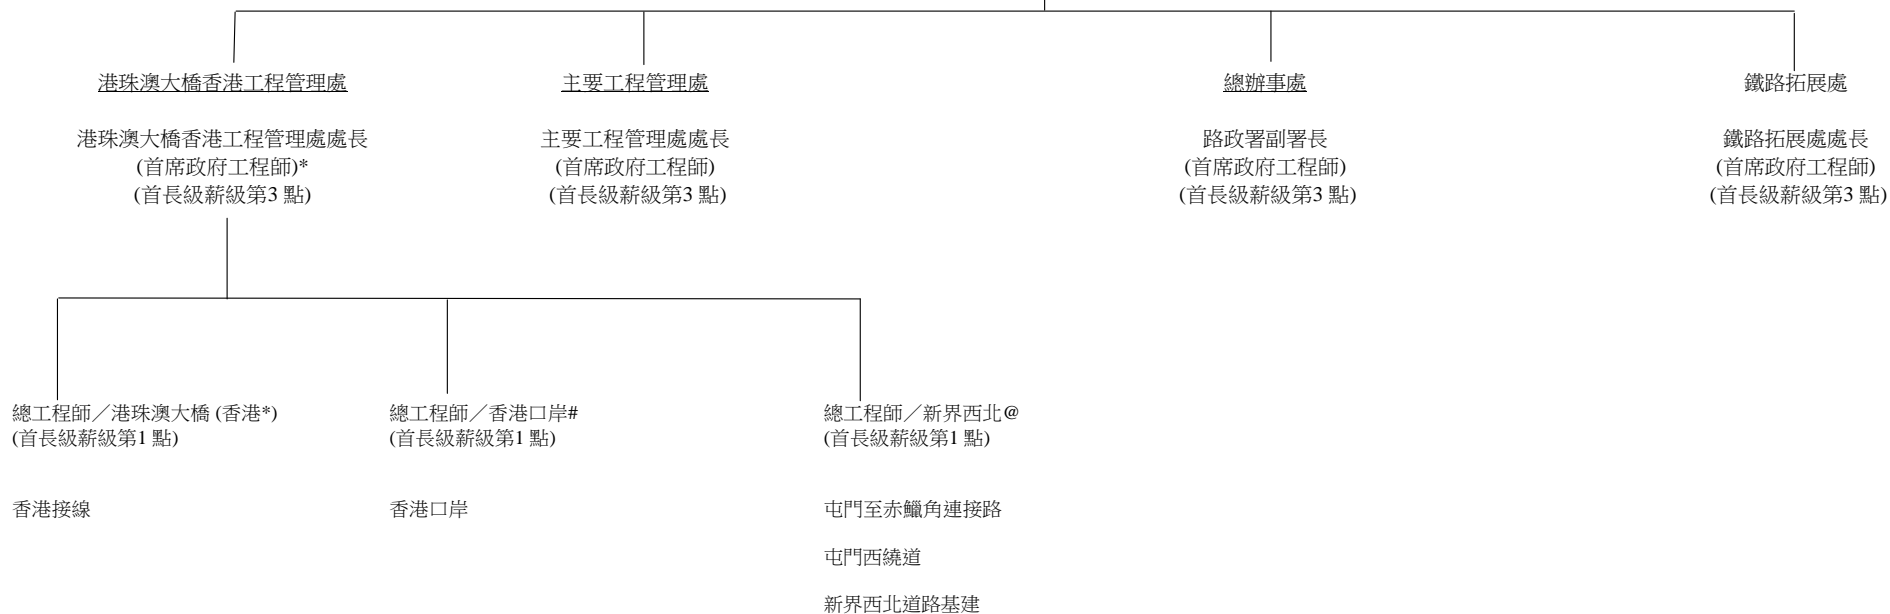 港珠澳大橋香港工程管理處
港珠澳大橋香港工程管理處處長
(首席政府工程師)*
(首長級薪級第3 點)
主要工程管理處
主要工程管理處處長
(首席政府工程師)
(首長級薪級第3 點)
總辦事處
路政署副署長
(首席政府工程師)
(首長級薪級第3 點)
鐵路拓展處
鐵路拓展處處長
(首席政府工程師)
(首長級薪級第3 點)
總工程師／港珠澳大橋 (香港*)
(首長級薪級第1 點)
香港接線
總工程師／香港口岸#
(首長級薪級第1 點)
香港口岸
總工程師／新界西北@
(首長級薪級第1 點)
屯門至赤鱲角連接路
屯門西繞道
新界西北道路基建